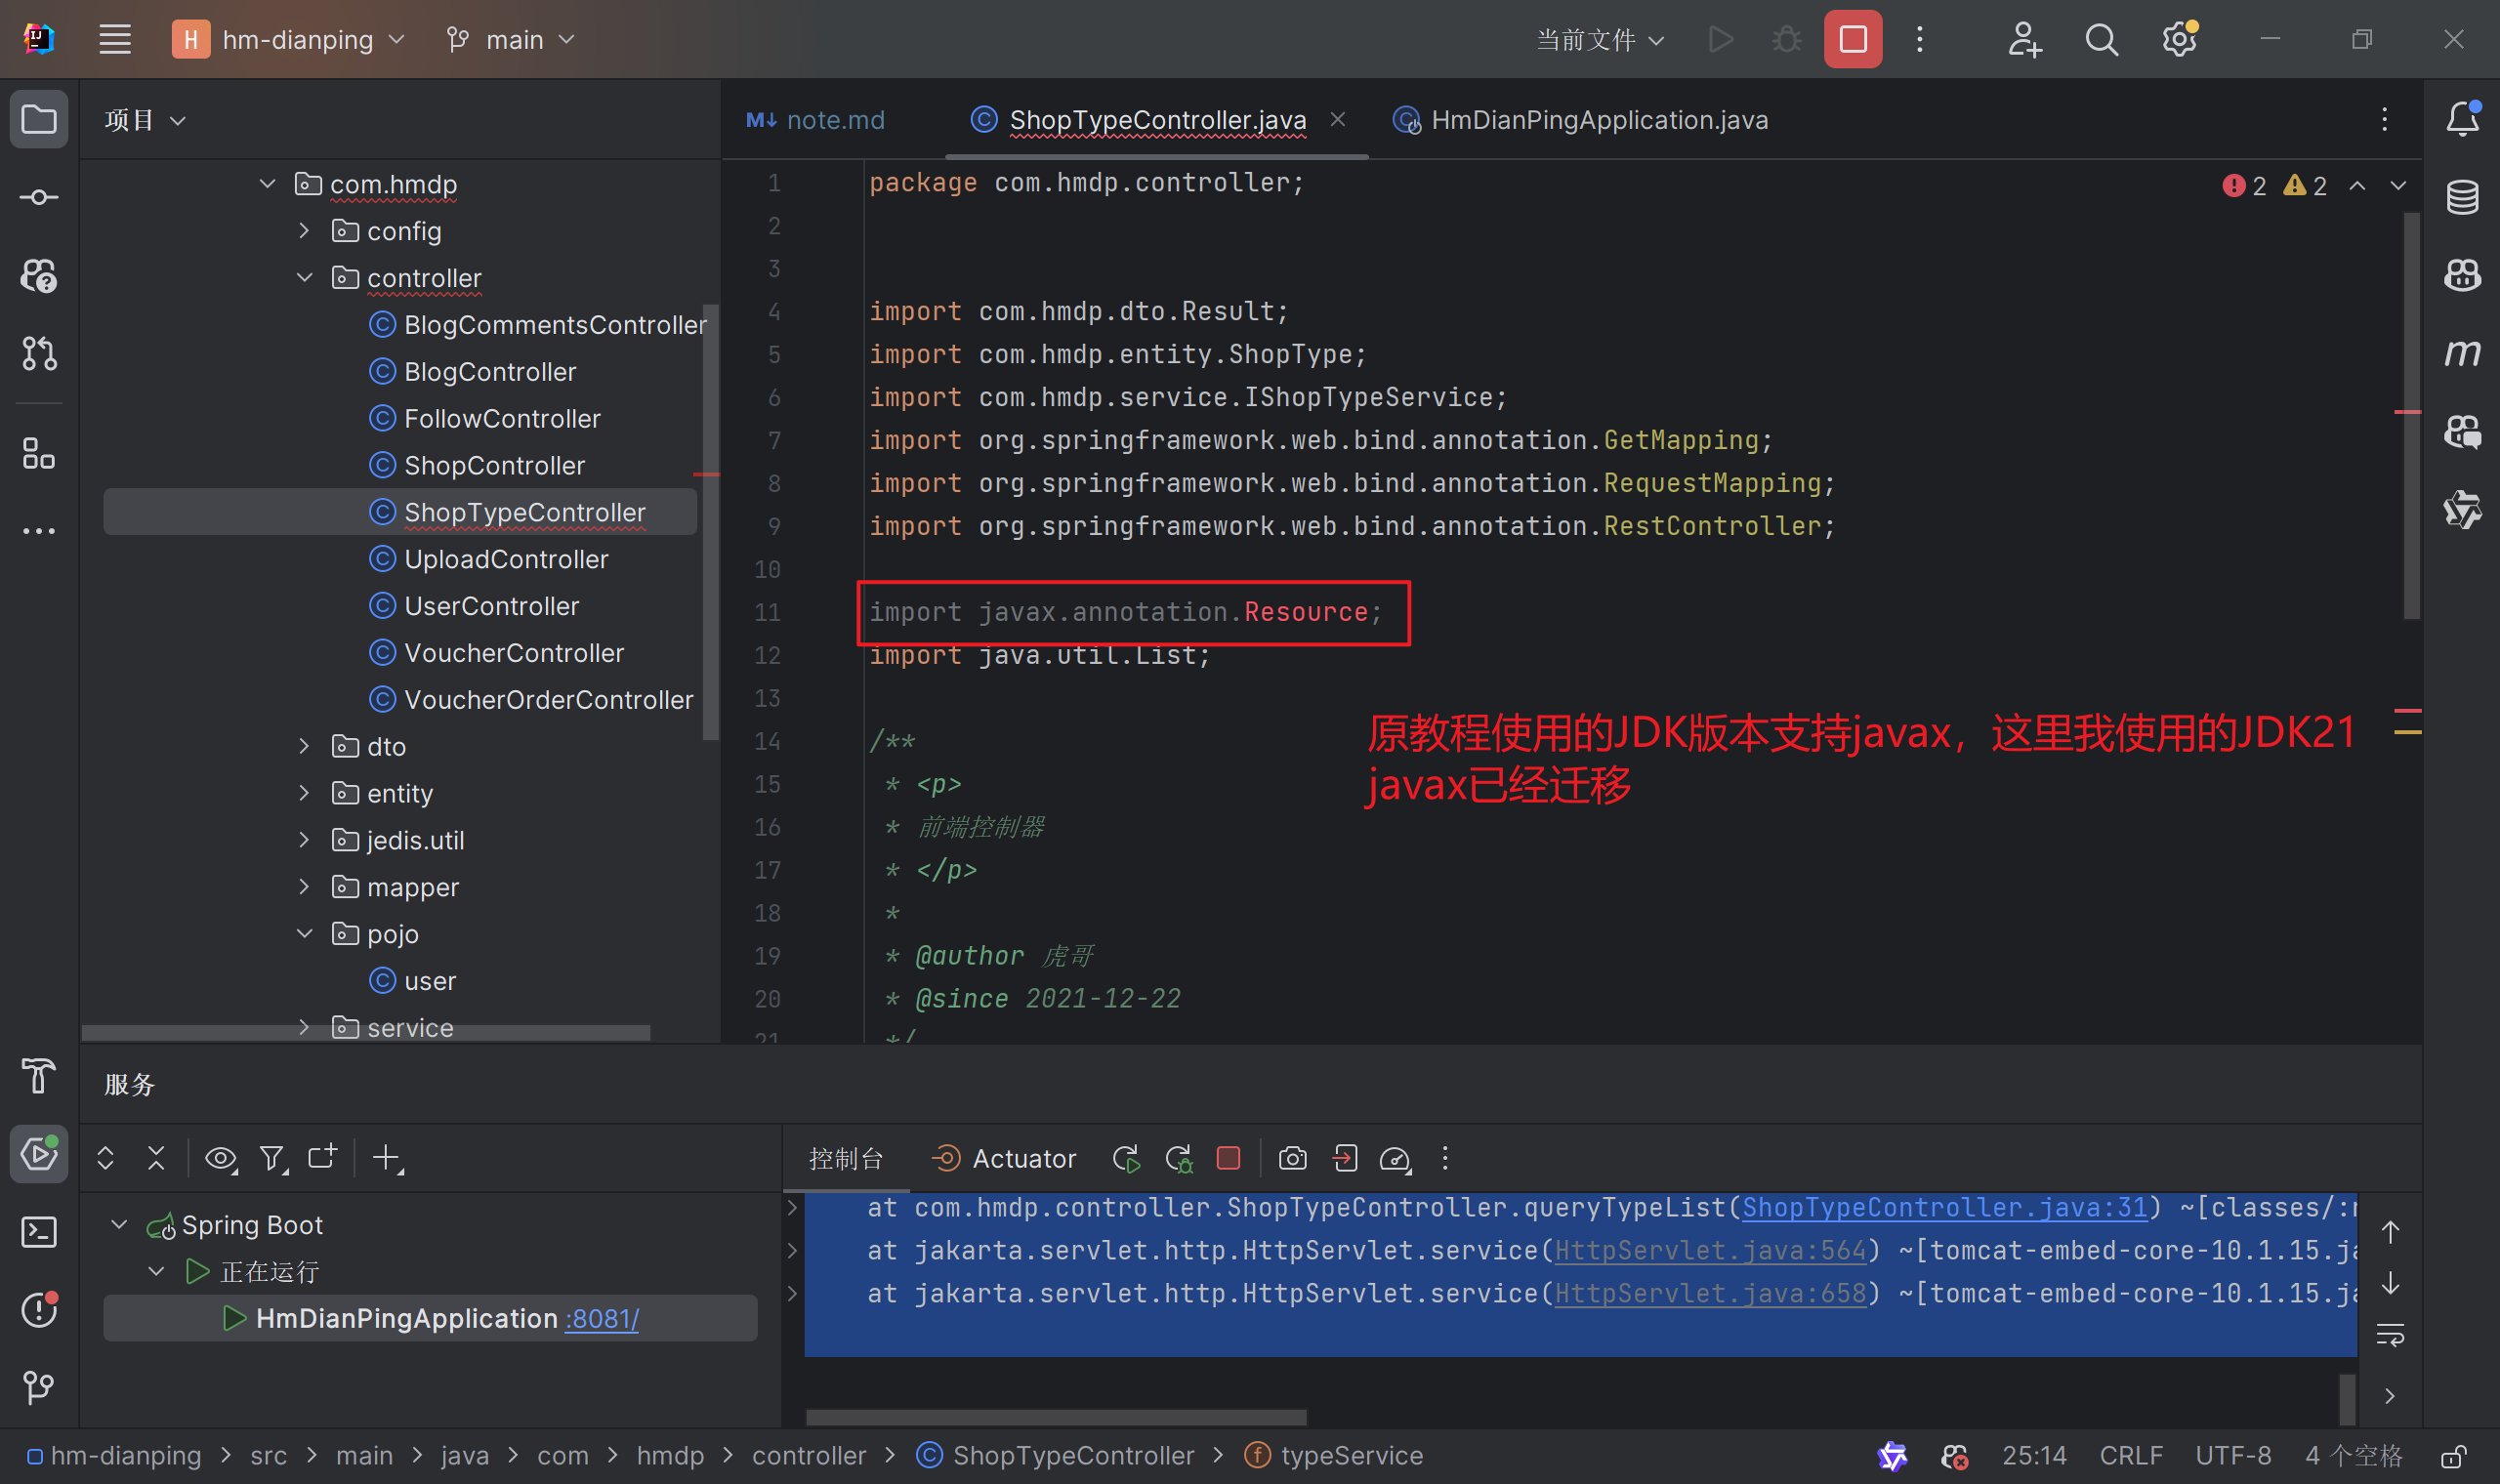 H hm-dianping main 当前文件
项目
com.hmdp
config
controller
BlogCommentsController
BlogController
FollowController
ShopController
ShopTypeController
UploadController
UserController
VoucherController
VoucherOrderController
dto
entity
jedis.util
mapper
pojo
user
service
M↓ note.md ShopTypeController.java HmDianPingApplication.java
2 2
1 package com.hmdp.controller;
2
3
4 import com.hmdp.dto.Result;
5 import com.hmdp.entity.ShopType;
6 import com.hmdp.service.IShopTypeService;
7 import org.springframework.web.bind.annotation.GetMapping;
8 import org.springframework.web.bind.annotation.RequestMapping;
9 import org.springframework.web.bind.annotation.RestController;
10
11 import javax.annotation.Resource;
12 import java.util.List;
13
原教程使用的JDK版本支持javax，这里我使用的JDK21
javax已经迁移
14 /**
15 * <p>
16 * 前端控制器
17 * </p>
18 *
19 * @author 虎哥
20 * @since 2021-12-22
21 */
服务
控制台 Actuator
Spring Boot
正在运行
HmDianPingApplication :8081/
at com.hmdp.controller.ShopTypeController.queryTypeList(ShopTypeController.java:31) ~[classes/:
at jakarta.servlet.http.HttpServlet.service(HttpServlet.java:564) ~[tomcat-embed-core-10.1.15.j
at jakarta.servlet.http.HttpServlet.service(HttpServlet.java:658) ~[tomcat-embed-core-10.1.15.j
hm-dianping > src > main > java > com > hmdp > controller > ShopTypeController > typeService 25:14 CRLF UTF-8 4 个空格